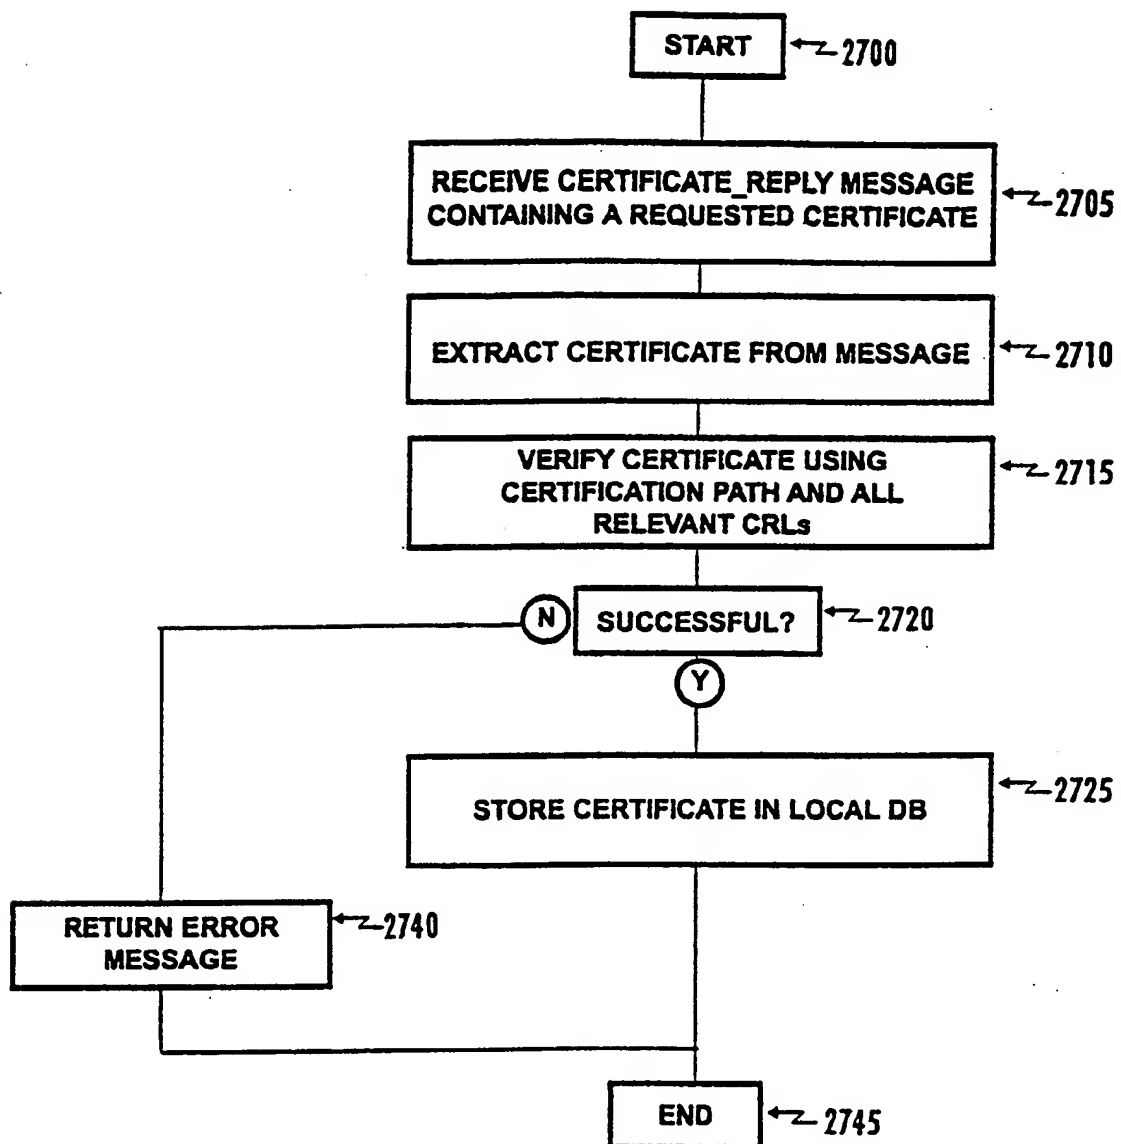 START
2700
RECEIVE CERTIFICATE_REPLY MESSAGE
CONTAINING A REQUESTED CERTIFICATE
2705
EXTRACT CERTIFICATE FROM MESSAGE
2710
VERIFY CERTIFICATE USING
CERTIFICATION PATH AND ALL
RELEVANT CRLs
2715
N
SUCCESSFUL?
2720
Y
STORE CERTIFICATE IN LOCAL DB
2725
RETURN ERROR
MESSAGE
2740
END
2745